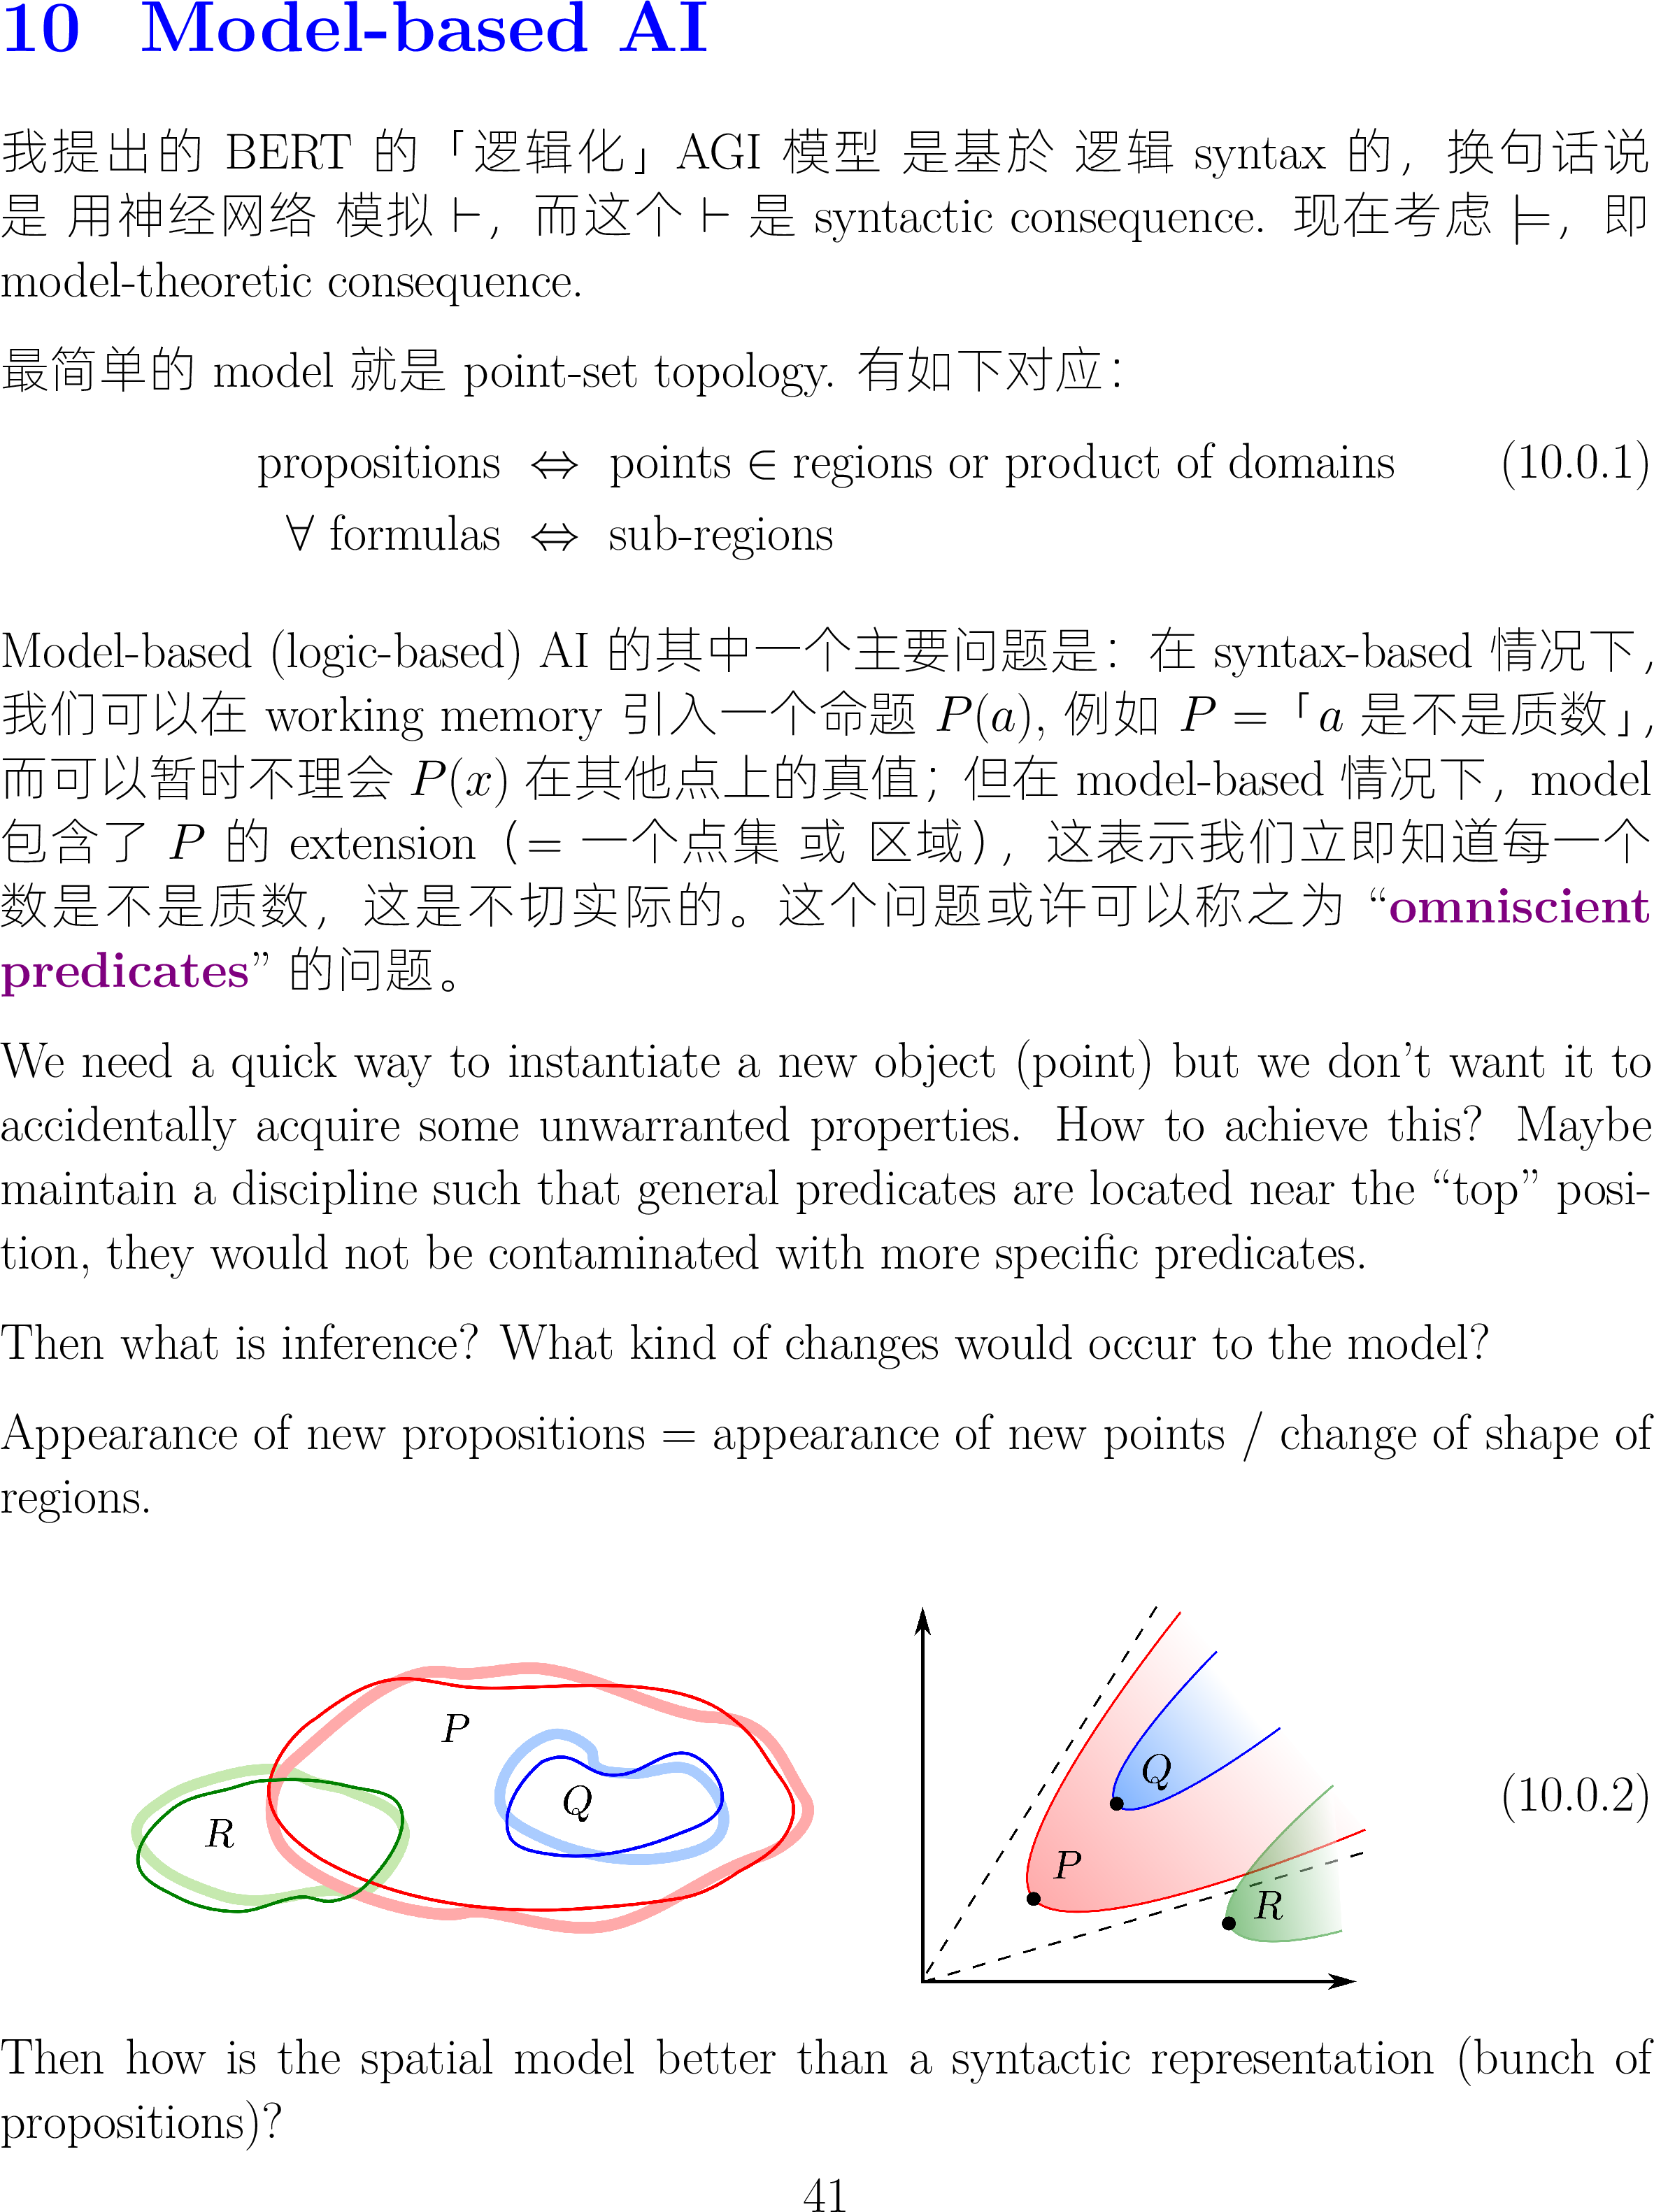 10 Model-based AI
我提出的 BERT 的「逻辑化」AGI 模型 是基於 逻辑 syntax 的，换句话说
是 用神经网络 模拟 ⊢，而这个 ⊢ 是 syntactic consequence. 现在考虑 ⊨，即
model-theoretic consequence.
最简单的 model 就是 point-set topology. 有如下对应：
propositions ⇔ points ∈ regions or product of domains (10.0.1)
∀ formulas ⇔ sub-regions
Model-based (logic-based) AI 的其中一个主要问题是：在 syntax-based 情况下，
我们可以在 working memory 引入一个命题 P(a), 例如 P =「a 是不是质数」，
而可以暂时不理会 P(x) 在其他点上的真值；但在 model-based 情况下，model
包含了 P 的 extension（= 一个点集 或 区域），这表示我们立即知道每一个
数是不是质数，这是不切实际的。这个问题或许可以称之为 “omniscient
predicates” 的问题。
We need a quick way to instantiate a new object (point) but we don’t want it to
accidentally acquire some unwarranted properties. How to achieve this? Maybe
maintain a discipline such that general predicates are located near the “top” posi-
tion, they would not be contaminated with more specific predicates.
Then what is inference? What kind of changes would occur to the model?
Appearance of new propositions = appearance of new points / change of shape of
regions.
P
Q
R
Q
P
R
(10.0.2)
Then how is the spatial model better than a syntactic representation (bunch of
propositions)?
41